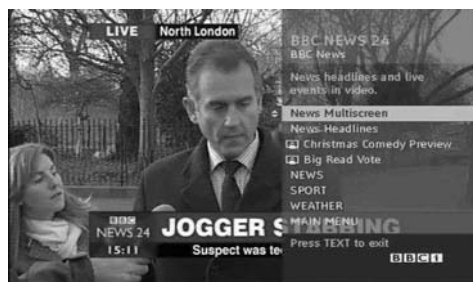 LIVE North London
BBC NEWS 24
BBC News
News headlines and live
events in video.
News Multiscreen
News Headlines
Christmas Comedy Preview
Big Read Vote
NEWS
SPORT
WEATHER
MAIN MENU
Press TEXT to exit
BBCi
BBC
NEWS 24
15:11
JOGGER STABBING
Suspect was